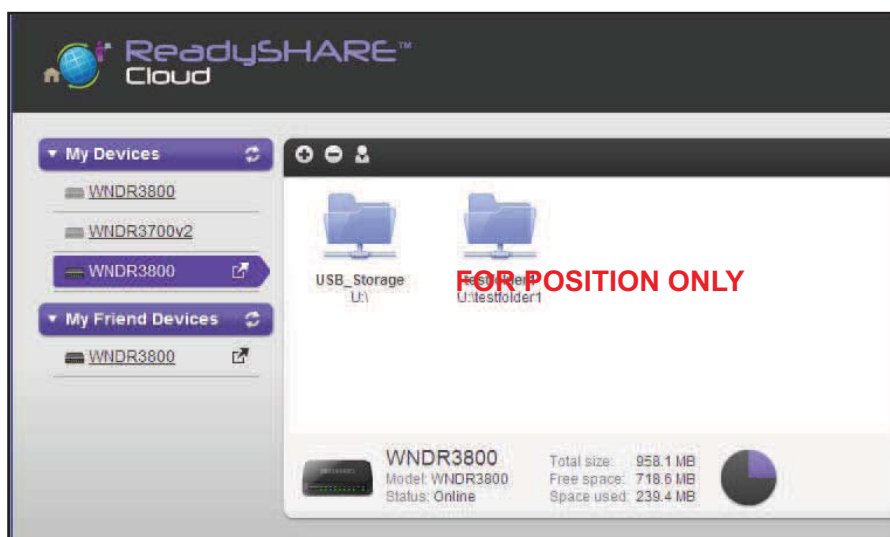 ReadySHARE™
Cloud
My Devices
WNDR3800
WNDR3700v2
WNDR3800
My Friend Devices
WNDR3800
USB_Storage
U:\
testfolder1
U:\testfolder1
FOR POSITION ONLY
WNDR3800
Model: WNDR3800
Status: Online
Total size: 958.1 MB
Free space: 718.6 MB
Space used: 239.4 MB